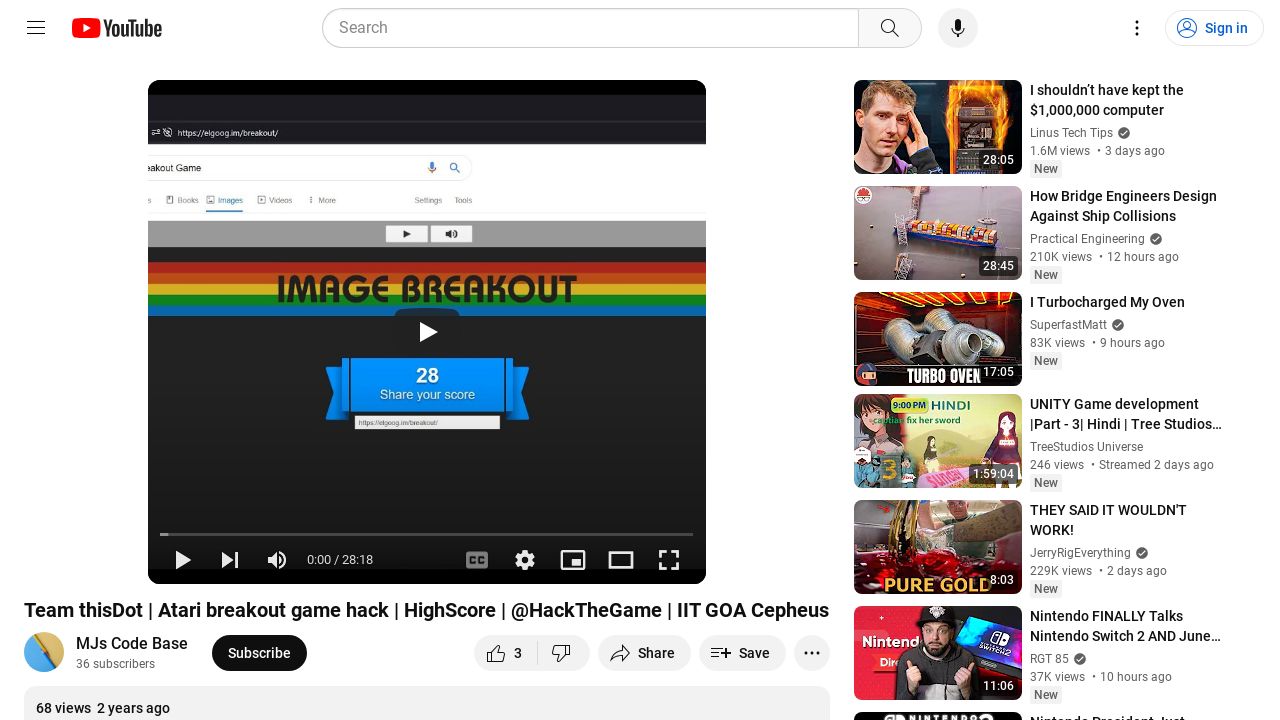 YouTube
Search
Sign in
https://elgoog.im/breakout/
eakout Game
Books
Images
Videos
More
Settings
Tools
IMAGE BREAKOUT
28
Share your score
https://elgoog.im/breakout/
0:00 / 28:18
CC
Team thisDot | Atari breakout game hack | HighScore | @HackTheGame | IIT GOA Cepheus
MJs Code Base
36 subscribers
Subscribe
3
Share
Save
68 views 2 years ago
28:05
I shouldn’t have kept the
$1,000,000 computer
Linus Tech Tips
1.6M views • 3 days ago
New
28:45
How Bridge Engineers Design
Against Ship Collisions
Practical Engineering
210K views • 12 hours ago
New
TURBO OVEN
17:05
I Turbocharged My Oven
SuperfastMatt
83K views • 9 hours ago
New
9:00 PM HINDI
captian fix her sword
3
1:59:04
UNITY Game development
|Part - 3| Hindi | Tree Studios...
TreeStudios Universe
246 views • Streamed 2 days ago
New
PURE GOLD
8:03
THEY SAID IT WOULDN'T
WORK!
JerryRigEverything
229K views • 2 days ago
New
Nintendo
Dire
SWITCH2
11:06
Nintendo FINALLY Talks
Nintendo Switch 2 AND June...
RGT 85
37K views • 10 hours ago
New
Nintendo President Just